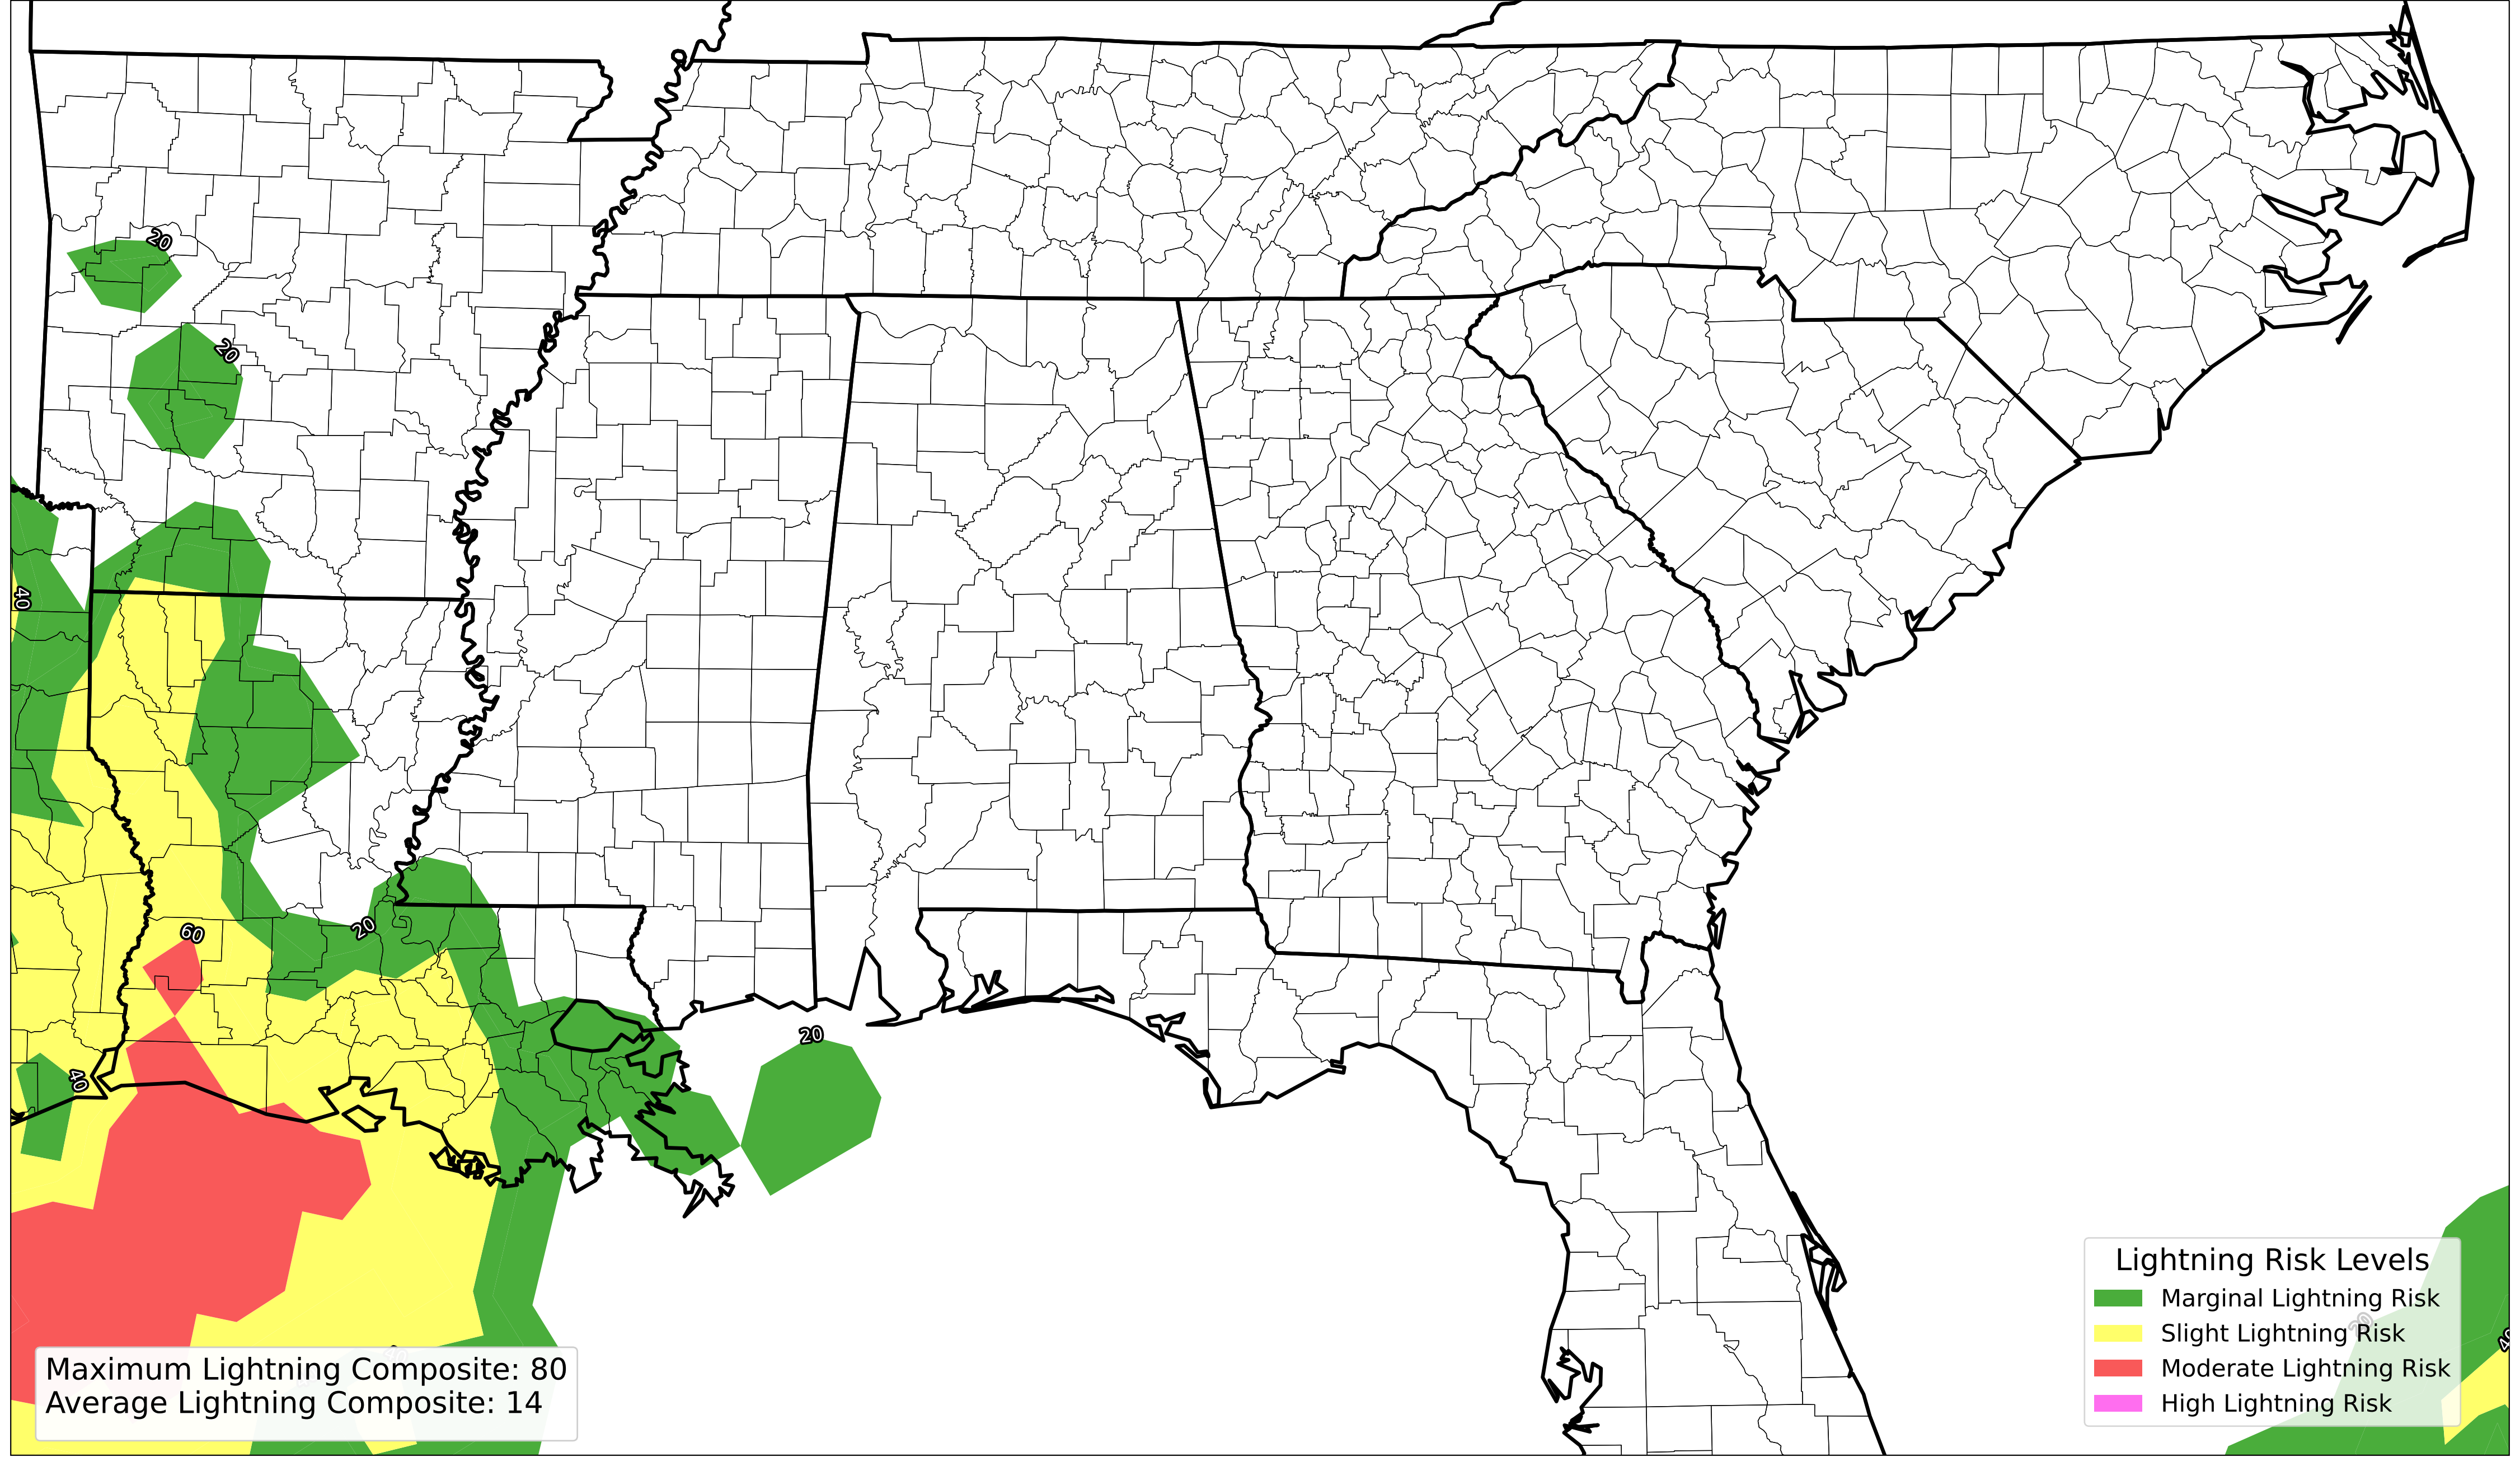 20
20
40
60
20
40
20
Maximum Lightning Composite: 80
Average Lightning Composite: 14
Lightning Risk Levels
Marginal Lightning Risk
Slight Lightning Risk
Moderate Lightning Risk
High Lightning Risk
20